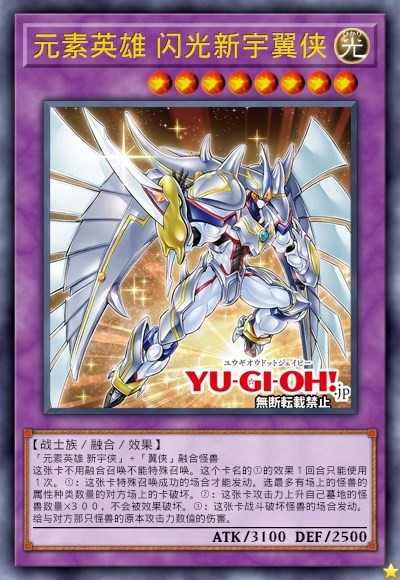 元素英雄 闪光新宇翼侠
ひかり
光
ユウギオウドットジェイピー
YU-GI-OH!.jp
無断転載禁止
【战士族 / 融合 / 效果】
「元素英雄 新宇侠」+「翼侠」融合怪兽
这张卡不用融合召唤不能特殊召唤。这个卡名的①的效果1回合只能使用
1次。①：这张卡特殊召唤成功的场合才能发动。选最多有场上的怪兽的
属性种类数量的对方场上的卡破坏。②：这张卡攻击力上升自己墓地的怪
兽数量×300，不会被效果破坏。③：这张卡战斗破坏怪兽的场合发动。
给与对方那只怪兽的原本攻击力数值的伤害。
ATK/3100 DEF/2500